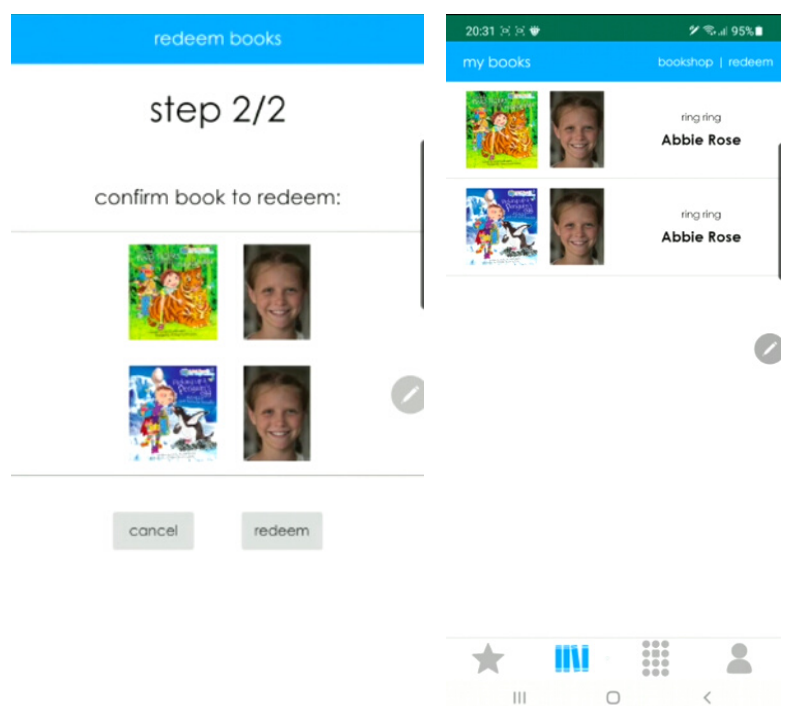 redeem books
step 2/2
confirm book to redeem:
cancel
redeem
20:31
95%
my books
bookshop | redeem
ring ring
Abbie Rose
ring ring
Abbie Rose